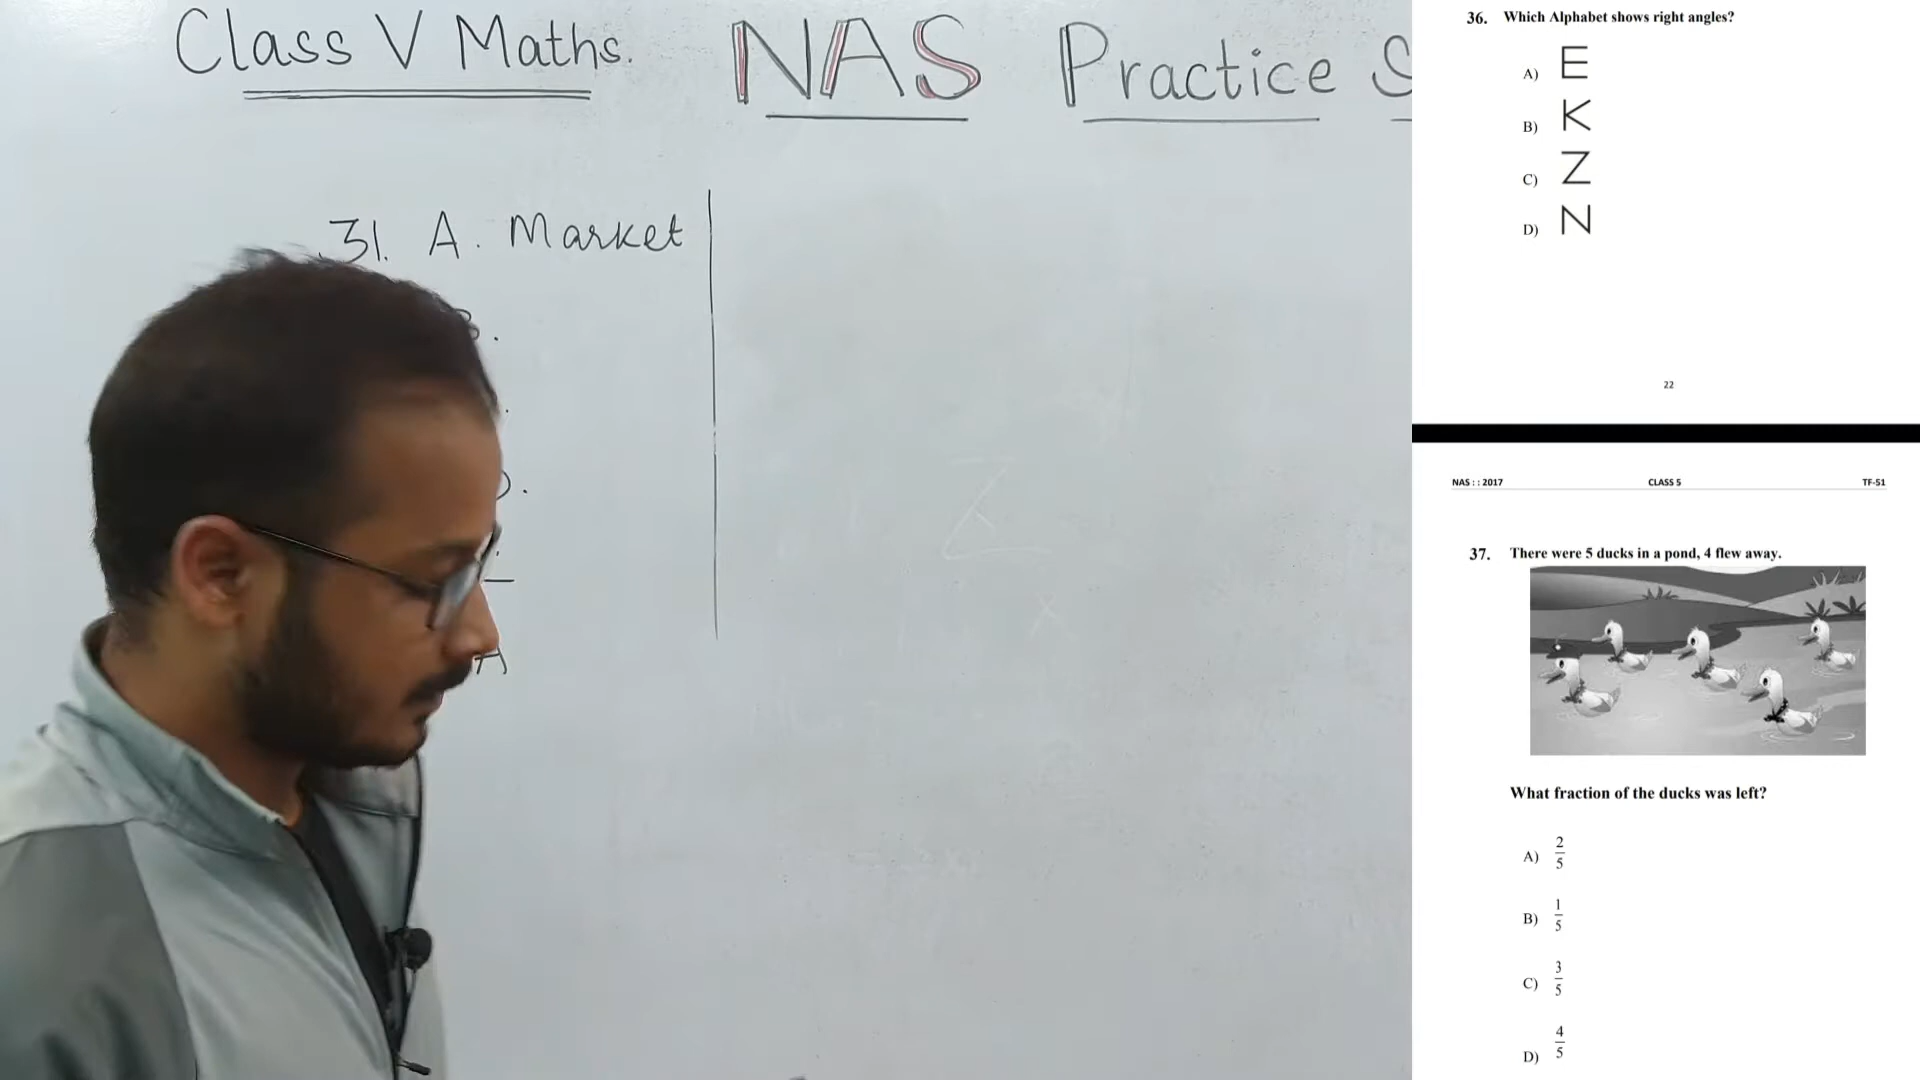 Class V Maths. NAS Practice S
31. A. Market
A
36. Which Alphabet shows right angles?
A) E
B) K
C) Z
D) N
22
NAS : : 2017 CLASS 5 TF-51
37. There were 5 ducks in a pond, 4 flew away.
What fraction of the ducks was left?
A) 2/5
B) 1/5
C) 3/5
D) 4/5